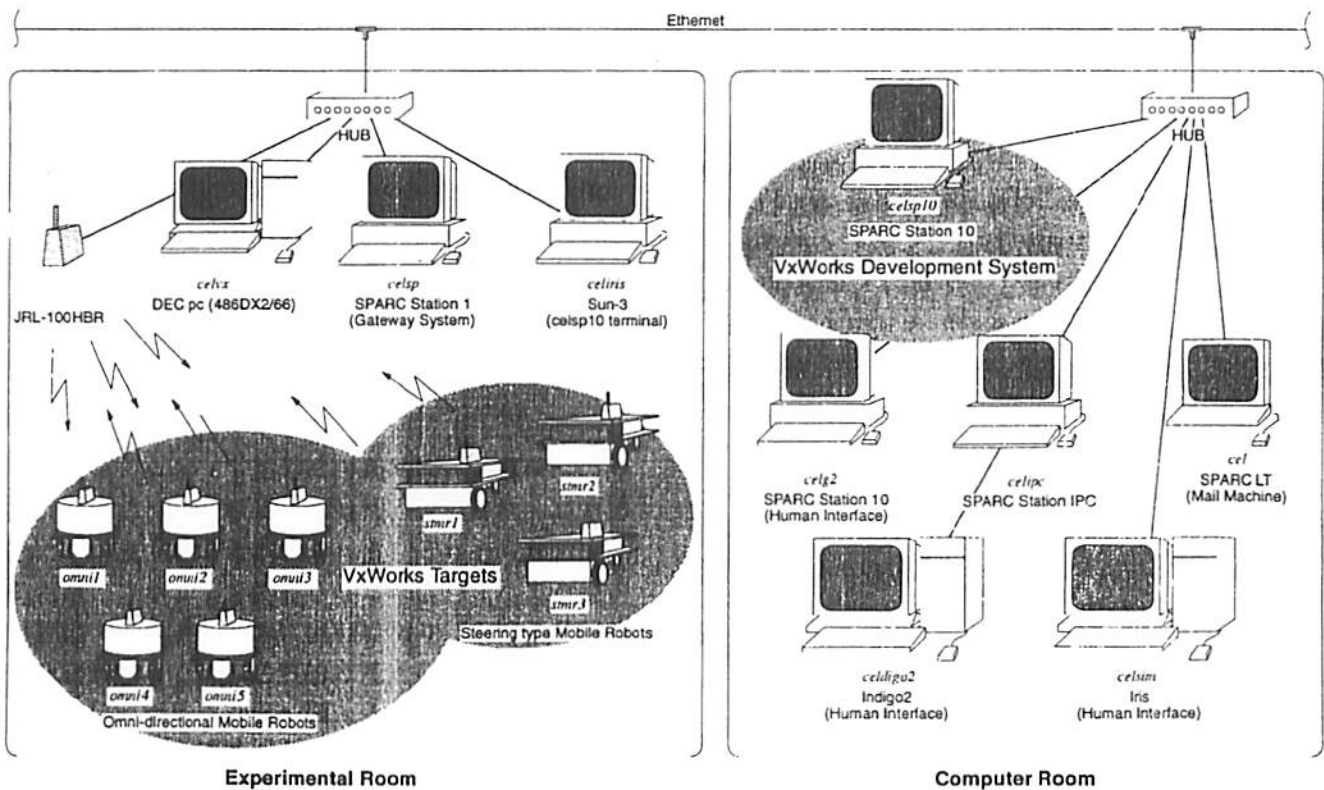 Ethernet
HUB
celvx
DEC pc (486DX2/66)
celsp
SPARC Station 1
(Gateway System)
celiris
Sun-3
(celsp10 terminal)
JRL-100HBR
omni1
omni2
omni3
omni4
omni5
Omni-directional Mobile Robots
VxWorks Targets
stmr1
stmr2
stmr3
Steering type Mobile Robots
Experimental Room
HUB
celsp10
SPARC Station 10
VxWorks Development System
celg2
SPARC Station 10
(Human Interface)
celipc
SPARC Station IPC
cel
SPARC LT
(Mail Machine)
celdigo2
Indigo2
(Human Interface)
celsim
Iris
(Human Interface)
Computer Room